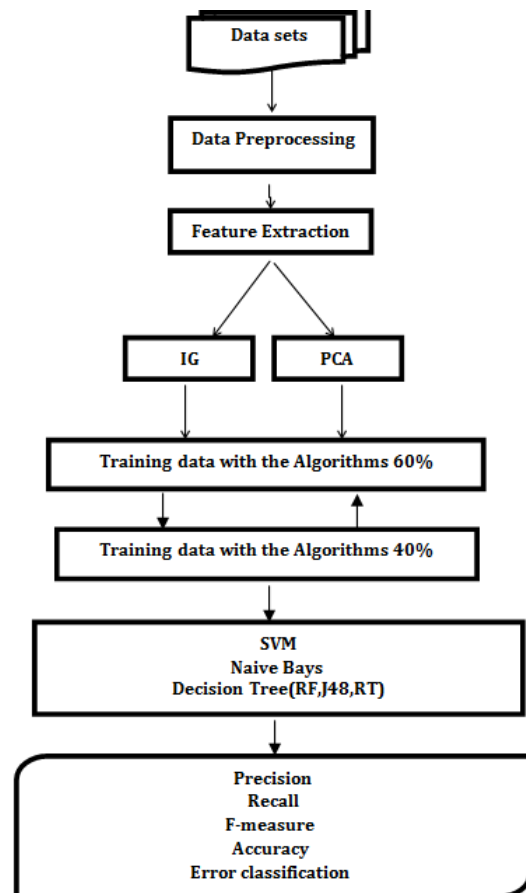 Data sets
Data Preprocessing
Feature Extraction
IG
PCA
Training data with the Algorithms 60%
Training data with the Algorithms 40%
SVM
Naive Bays
Decision Tree(RF,J48,RT)
Precision
Recall
F-measure
Accuracy
Error classification